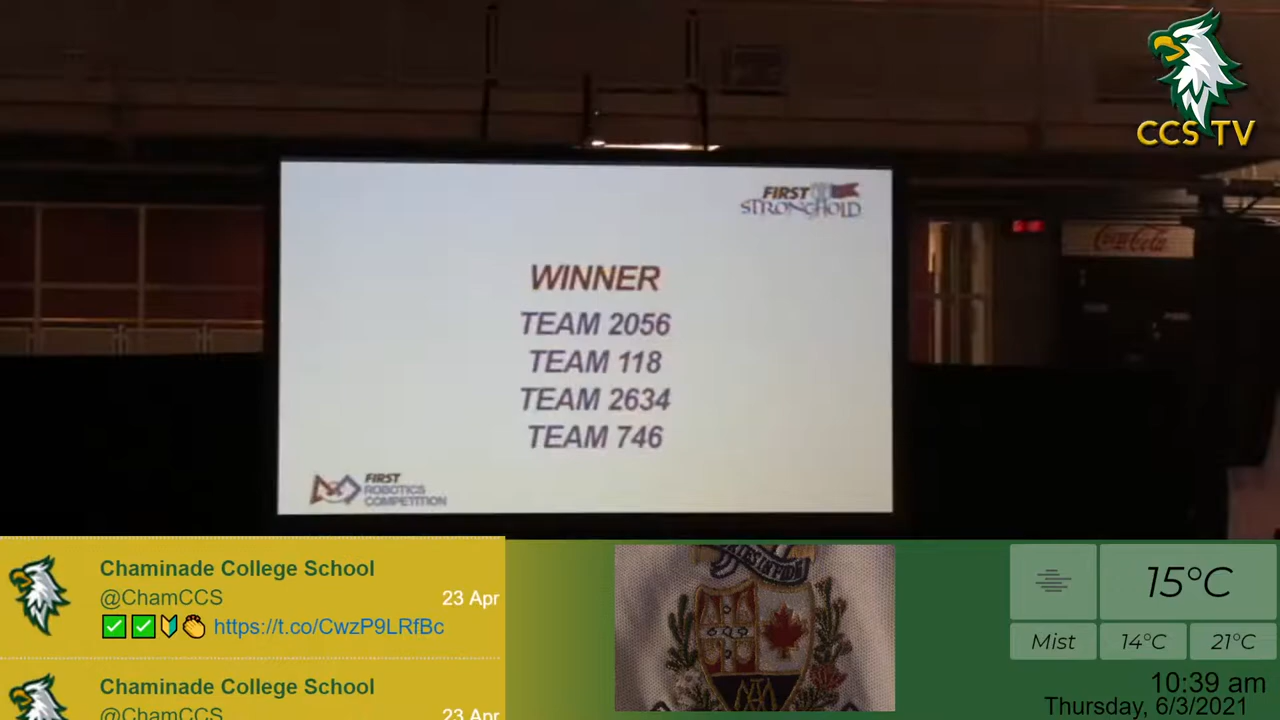 CCS TV
FIRST
STRONGHOLD
WINNER
TEAM 2056
TEAM 118
TEAM 2634
TEAM 746
FIRST
ROBOTICS
COMPETITION
Coca-Cola
Chaminade College School
@ChamCCS
23 Apr
✅✅🔰👏 https://t.co/CwzP9LRfBc
Chaminade College School
@ChamCCS
23 Apr
15°C
Mist
14°C
21°C
10:39 am
Thursday, 6/3/2021